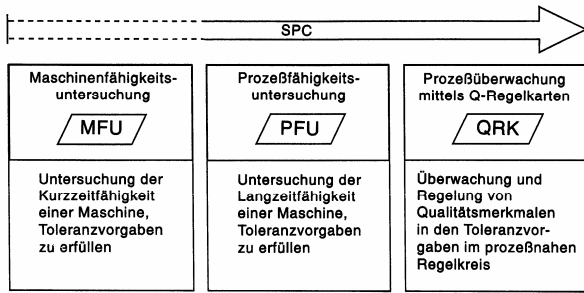 SPC
Maschinenfähigkeits-
untersuchung
MFU
Untersuchung der
Kurzzeitfähigkeit
einer Maschine,
Toleranzvorgaben
zu erfüllen
Prozeßfähigkeits-
untersuchung
PFU
Untersuchung der
Langzeitfähigkeit
einer Maschine,
Toleranzvorgaben
zu erfüllen
Prozeßüberwachung
mittels Q-Regelkarten
QRK
Überwachung und
Regelung von
Qualitätsmerkmalen
in den Toleranzvor-
gaben im prozeßnahen
Regelkreis